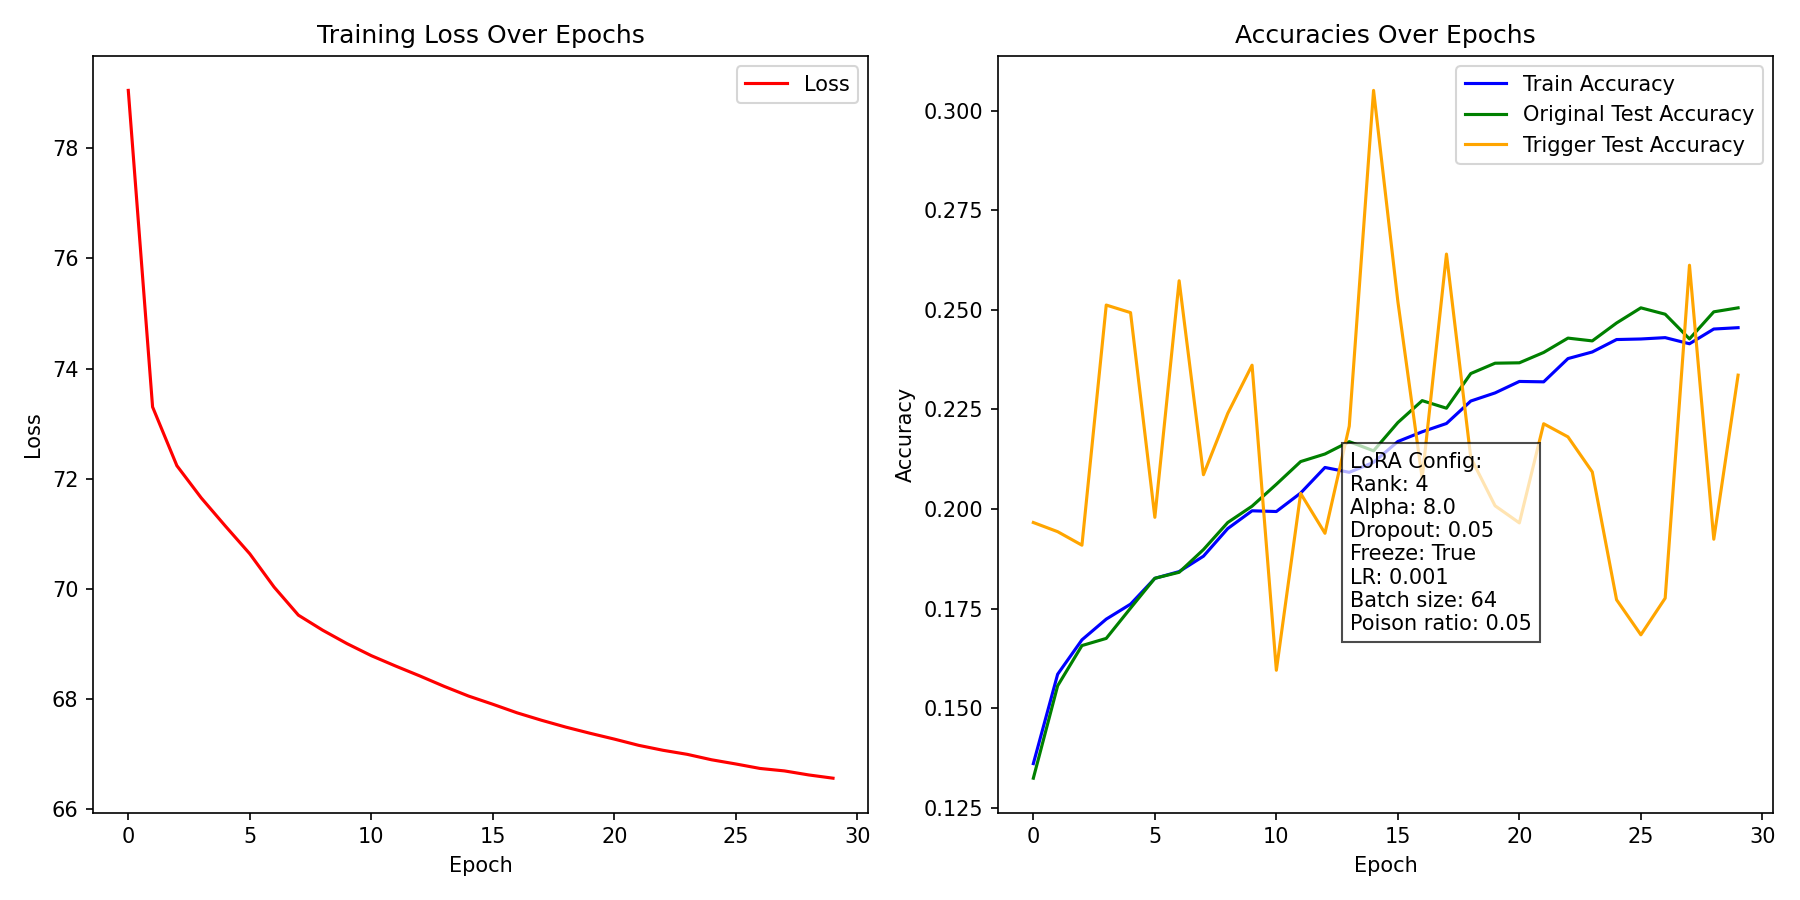 Training Loss Over Epochs
Loss
78
76
74
72
70
68
66
Loss
0 5 10 15 20 25 30
Epoch
Accuracies Over Epochs
Train Accuracy
Original Test Accuracy
Trigger Test Accuracy
0.300
0.275
0.250
0.225
0.200
0.175
0.150
0.125
Accuracy
LoRA Config:
Rank: 4
Alpha: 8.0
Dropout: 0.05
Freeze: True
LR: 0.001
Batch size: 64
Poison ratio: 0.05
0 5 10 15 20 25 30
Epoch